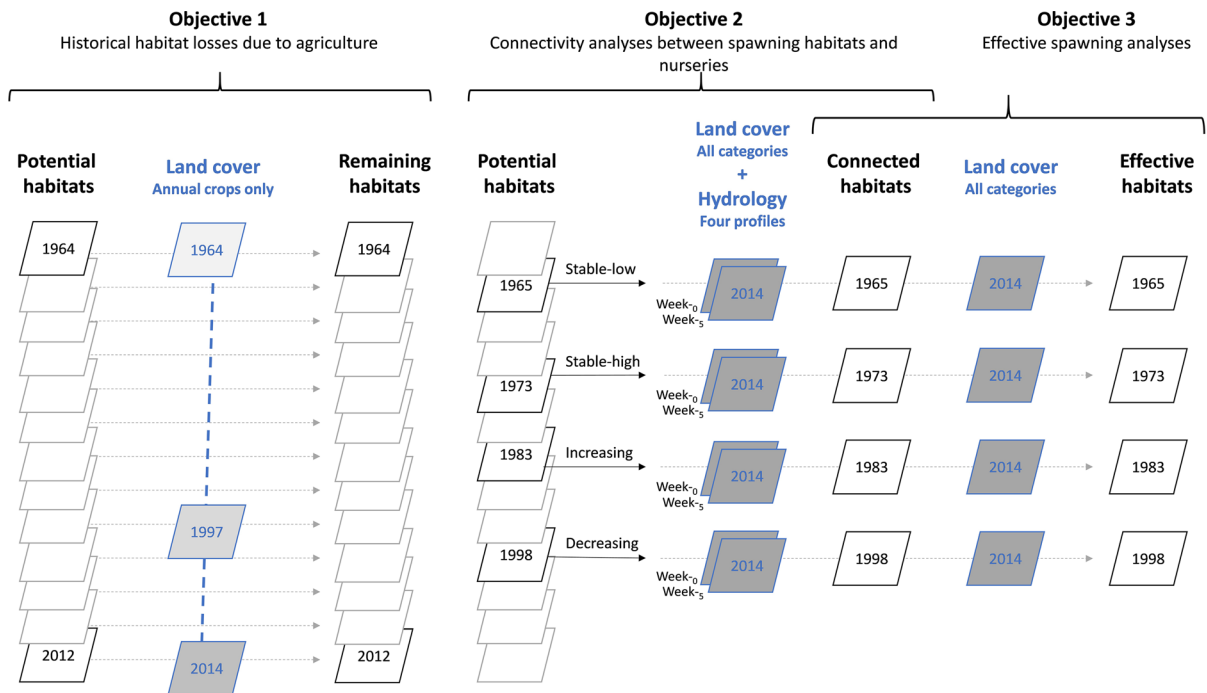 Objective 1
Historical habitat losses due to agriculture
Objective 2
Connectivity analyses between spawning habitats and
nurseries
Objective 3
Effective spawning analyses
Potential
habitats
Land cover
Annual crops only
Remaining
habitats
Potential
habitats
Land cover
All categories
+
Hydrology
Four profiles
Connected
habitats
Land cover
All categories
Effective
habitats
1964
1964
1964
1997
2012
2014
2012
1965
Stable-low
Week-0
Week-5
2014
1965
2014
1965
1973
Stable-high
Week-0
Week-5
2014
1973
2014
1973
1983
Increasing
Week-0
Week-5
2014
1983
2014
1983
1998
Decreasing
Week-0
Week-5
2014
1998
2014
1998